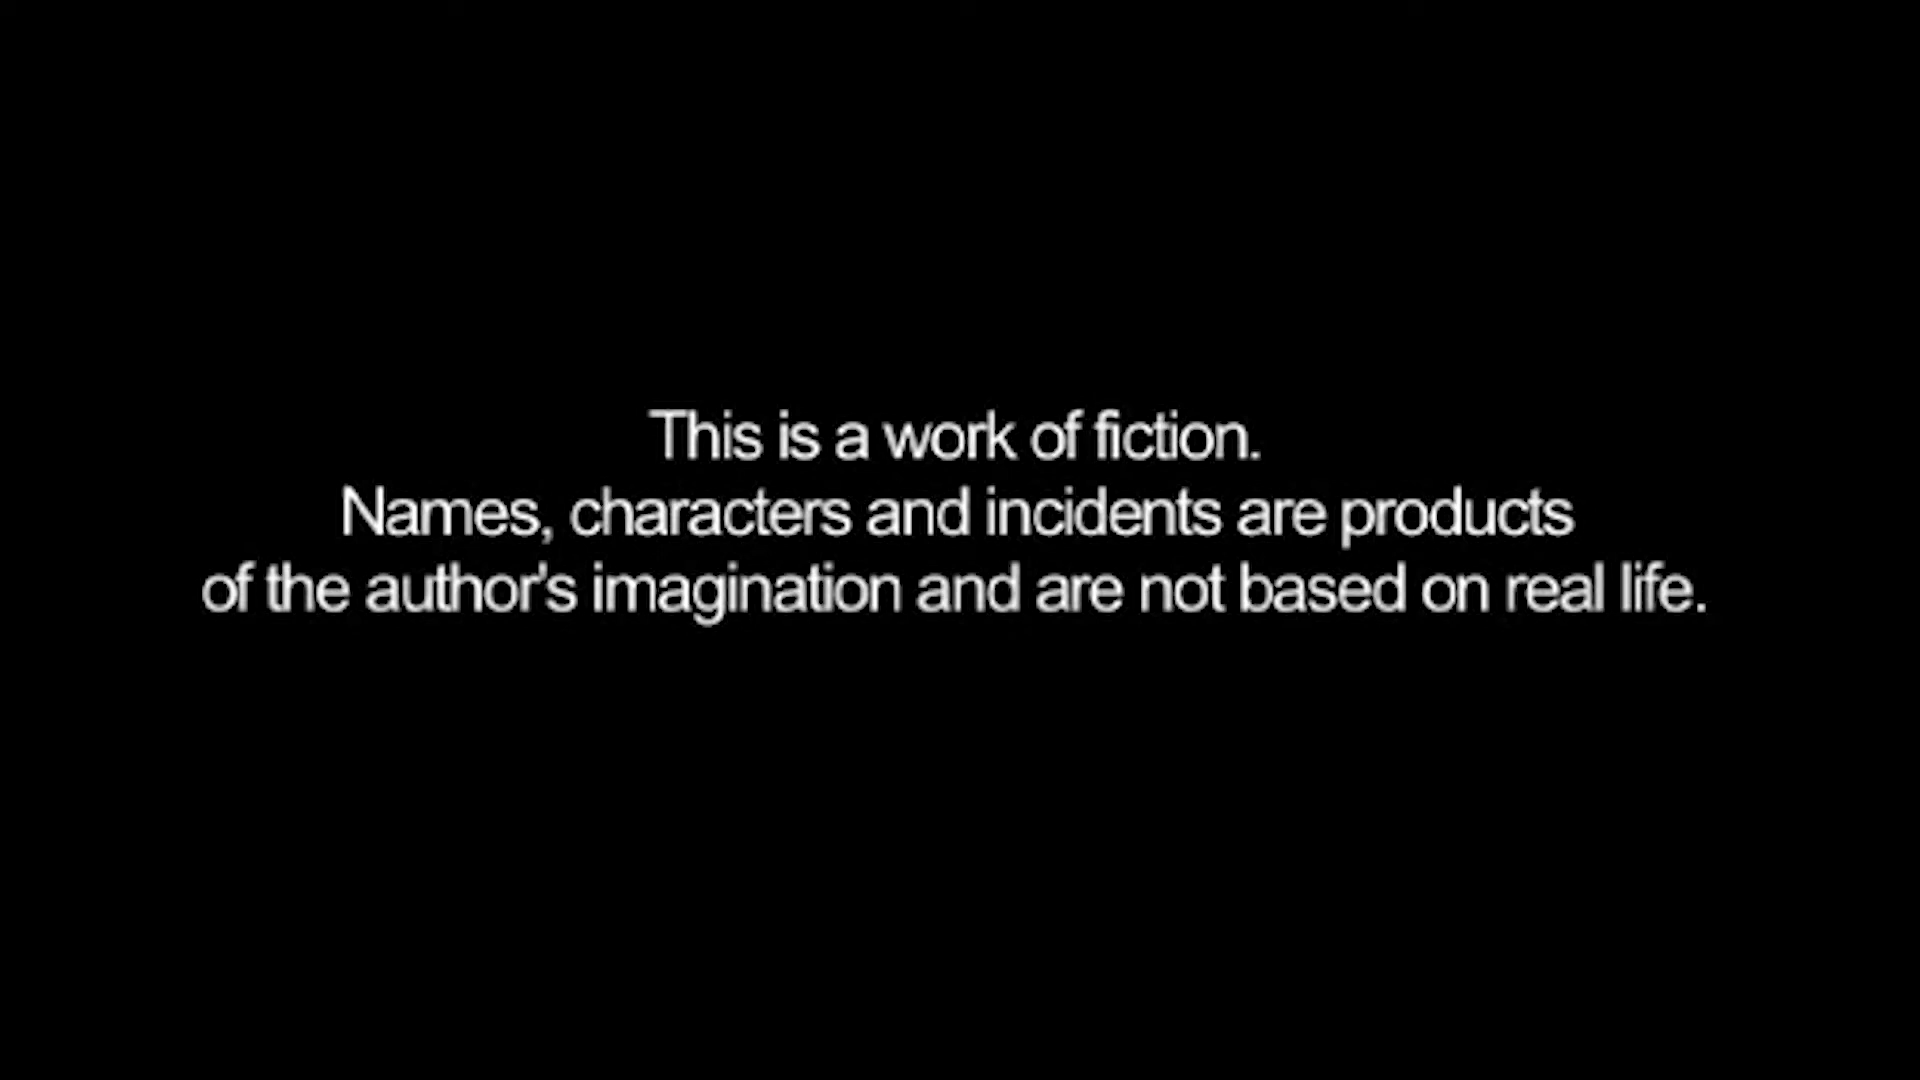 This is a work of fiction.
Names, characters and incidents are products
of the author's imagination and are not based on real life.